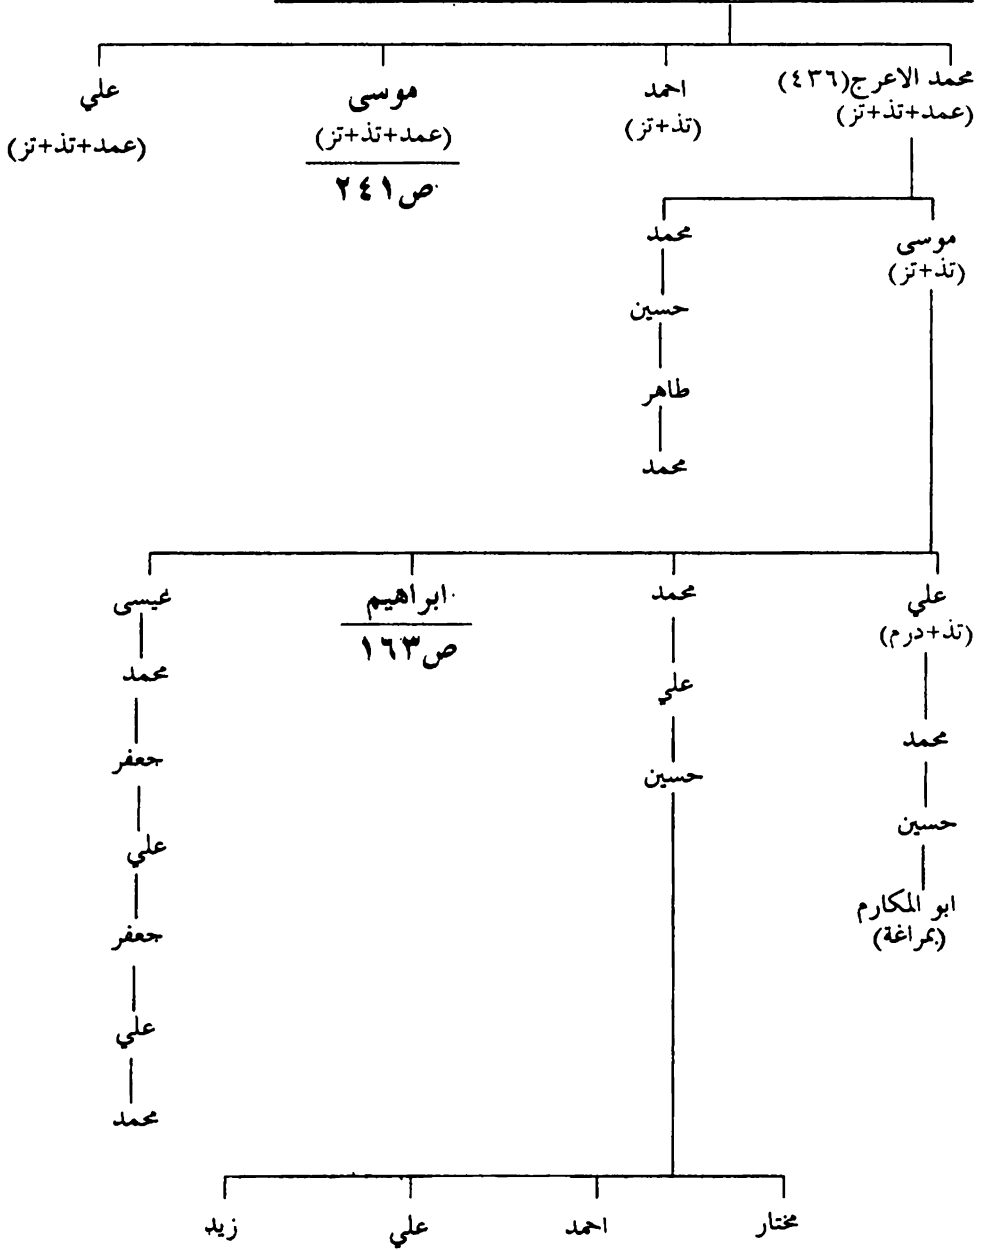 محمد الاعرج(٤٣٦)
(عمد+تذ+تز)
احمد
(تذ+تز)
موسى
(عمد+تذ+تز)
ص٢٤١
علي
(عمد+تذ+تز)
موسى
(تذ+تز)
محمد
حسين
طاهر
محمد
علي
(تذ+درم)
محمد
حسين
ابو المكارم
(بمراغة)
محمد
علي
حسين
ابراهيم
ص١٦٣
عيسى
محمد
جعفر
علي
جعفر
علي
محمد
مختار
احمد
علي
زيد